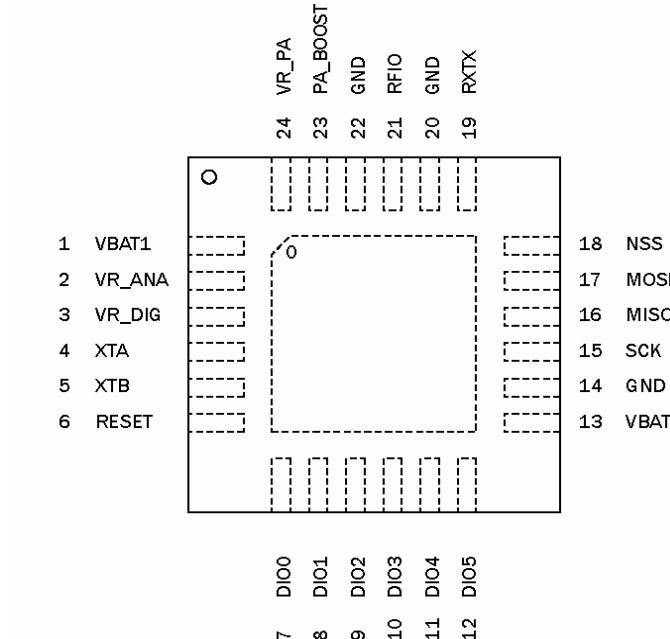 24 VR_PA
23 PA_BOOST
22 GND
21 RFIO
20 GND
19 RXTX
1 VBAT1
2 VR_ANA
3 VR_DIG
4 XTA
5 XTB
6 RESET
0
18 NSS
17 MOSI
16 MISO
15 SCK
14 GND
13 VBAT
7 DIO0
8 DIO1
9 DIO2
10 DIO3
11 DIO4
12 DIO5